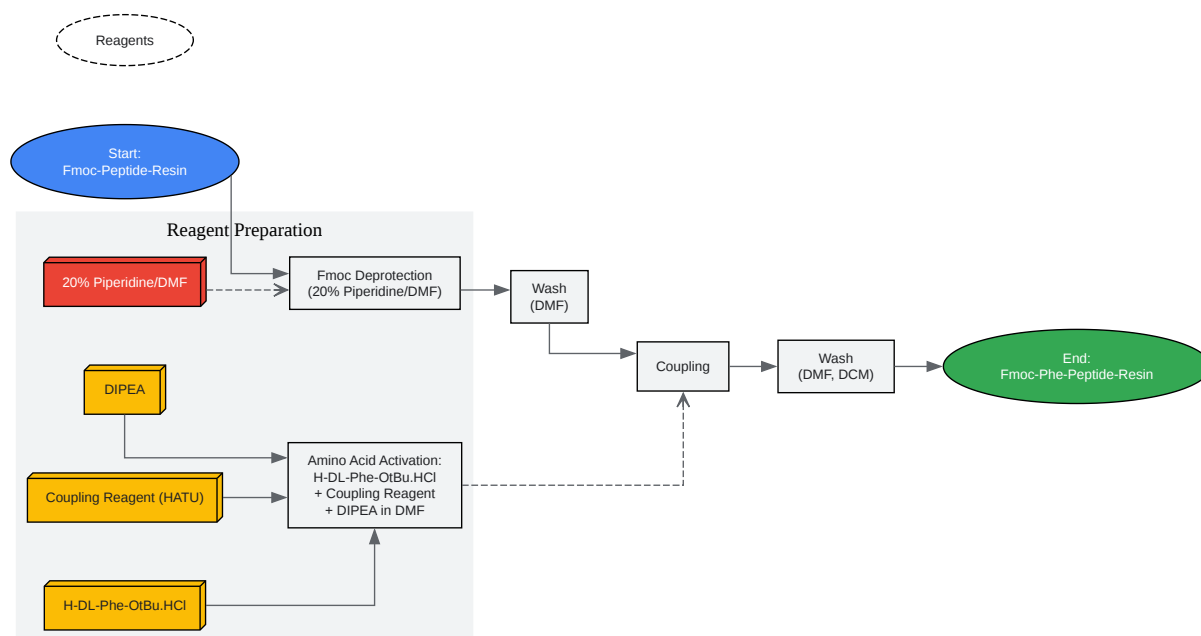 Reagents
Start:
Fmoc-Peptide-Resin
Reagent Preparation
20% Piperidine/DMF
Fmoc Deprotection
(20% Piperidine/DMF)
Wash
(DMF)
Coupling
Wash
(DMF, DCM)
End:
Fmoc-Phe-Peptide-Resin
DIPEA
Coupling Reagent (HATU)
Amino Acid Activation:
H-DL-Phe-OtBu.HCl
+ Coupling Reagent
+ DIPEA in DMF
H-DL-Phe-OtBu.HCl